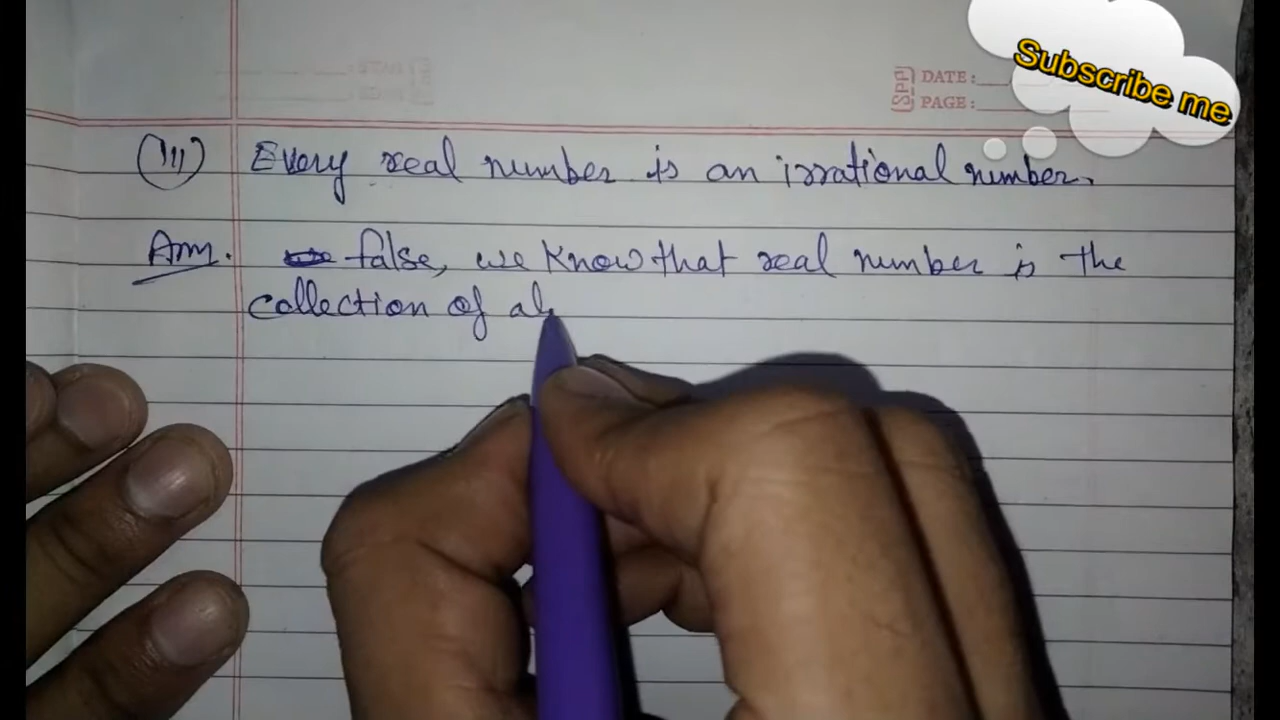 Subscribe me
SPP DATE:
PAGE:
(iii) Every real number is an irrational number.
Ans. false, we know that real number is the
collection of al